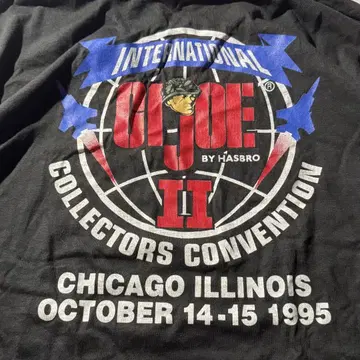 INTERNATIONAL
GI JOE
®
BY HASBRO
II
COLLECTORS CONVENTION
CHICAGO ILLINOIS
OCTOBER 14-15 1995